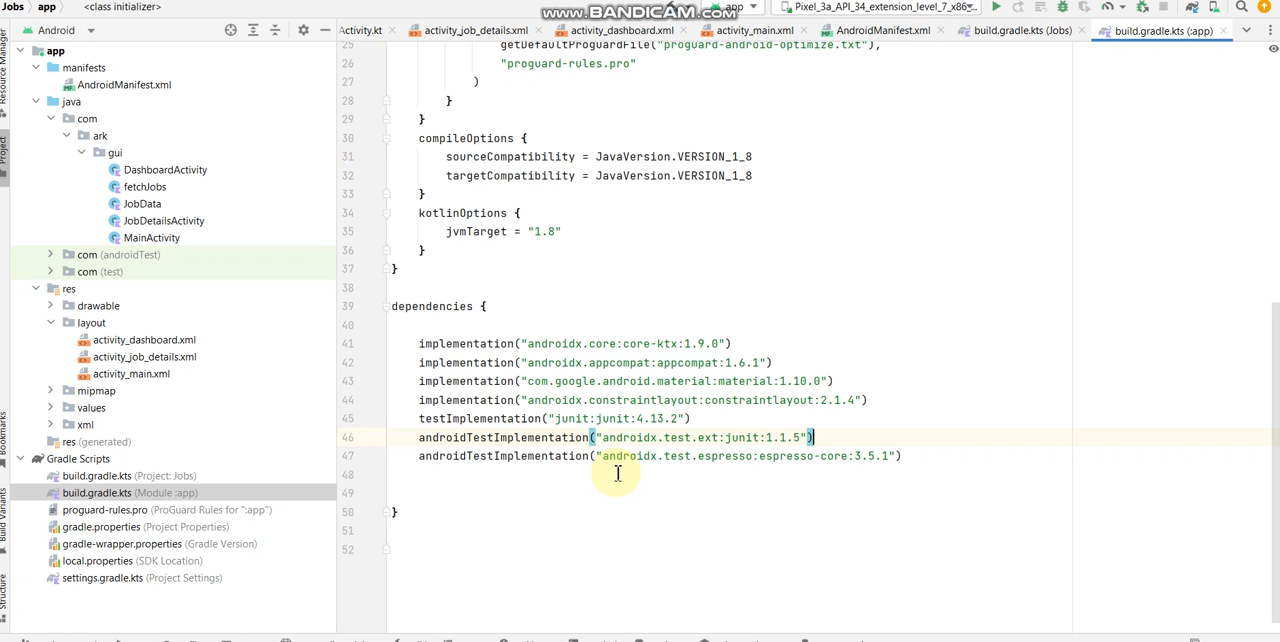 Jobs app <class initializer>
www.BANDICAM.com
app
Pixel_3a_API_34_extension_level_7_x86...
Android
Activity.kt
activity_job_details.xml
activity_dashboard.xml
activity_main.xml
AndroidManifest.xml
build.gradle.kts (Jobs)
build.gradle.kts (:app)
Resource Manager
Project
Bookmarks
Build Variants
Structure
app
manifests
AndroidManifest.xml
java
com
ark
gui
DashboardActivity
fetchJobs
JobData
JobDetailsActivity
MainActivity
com (androidTest)
com (test)
res
drawable
layout
activity_dashboard.xml
activity_job_details.xml
activity_main.xml
mipmap
values
xml
res (generated)
Gradle Scripts
build.gradle.kts (Project: Jobs)
build.gradle.kts (Module :app)
proguard-rules.pro (ProGuard Rules for ":app")
gradle.properties (Project Properties)
gradle-wrapper.properties (Gradle Version)
local.properties (SDK Location)
settings.gradle.kts (Project Settings)
25 getDefaultProguardFile("proguard-android-optimize.txt"),
26 "proguard-rules.pro"
27 )
28 }
29 }
30 compileOptions {
31 sourceCompatibility = JavaVersion.VERSION_1_8
32 targetCompatibility = JavaVersion.VERSION_1_8
33 }
34 kotlinOptions {
35 jvmTarget = "1.8"
36 }
37 }
38
39 dependencies {
40
41 implementation("androidx.core:core-ktx:1.9.0")
42 implementation("androidx.appcompat:appcompat:1.6.1")
43 implementation("com.google.android.material:material:1.10.0")
44 implementation("androidx.constraintlayout:constraintlayout:2.1.4")
45 testImplementation("junit:junit:4.13.2")
46 androidTestImplementation("androidx.test.ext:junit:1.1.5")
47 androidTestImplementation("androidx.test.espresso:espresso-core:3.5.1")
48
49
50 }
51
52